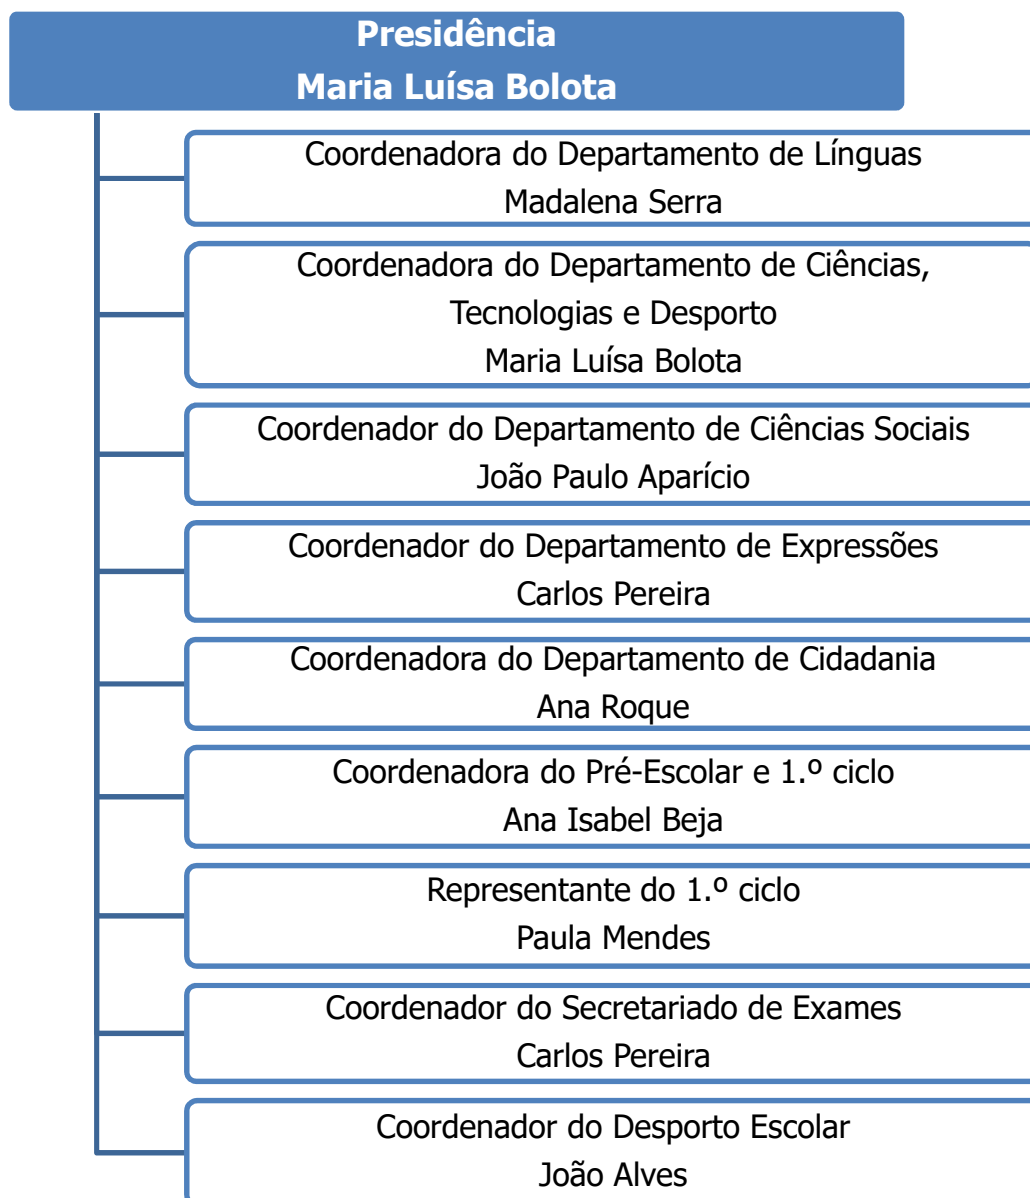 Presidência
Maria Luísa Bolota
Coordenadora do Departamento de Línguas
Madalena Serra
Coordenadora do Departamento de Ciências,
Tecnologias e Desporto
Maria Luísa Bolota
Coordenador do Departamento de Ciências Sociais
João Paulo Aparício
Coordenador do Departamento de Expressões
Carlos Pereira
Coordenadora do Departamento de Cidadania
Ana Roque
Coordenadora do Pré-Escolar e 1.º ciclo
Ana Isabel Beja
Representante do 1.º ciclo
Paula Mendes
Coordenador do Secretariado de Exames
Carlos Pereira
Coordenador do Desporto Escolar
João Alves